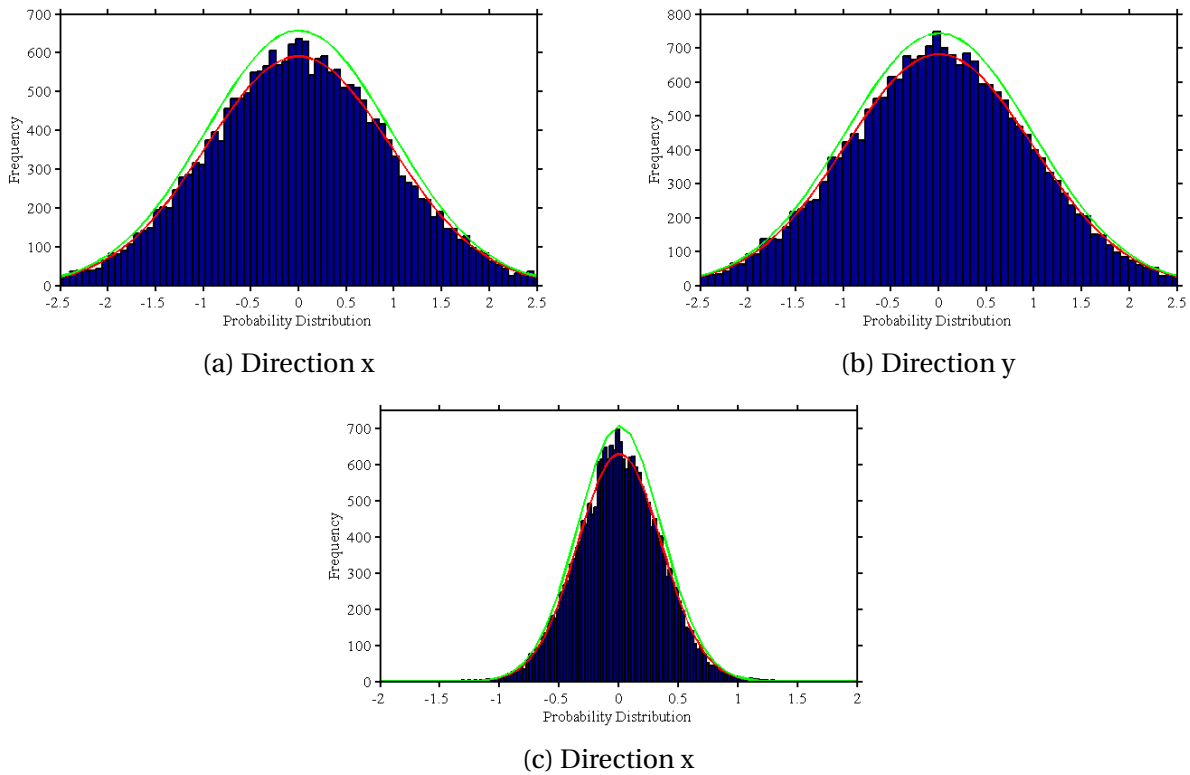 700
600
500
400
300
200
100
0
Frequency
-2.5 -2 -1.5 -1 -0.5 0 0.5 1 1.5 2 2.5
Probability Distribution
(a) Direction x
800
700
600
500
400
300
200
100
0
Frequency
-2.5 -2 -1.5 -1 -0.5 0 0.5 1 1.5 2 2.5
Probability Distribution
(b) Direction y
700
600
500
400
300
200
100
0
Frequency
-2 -1.5 -1 -0.5 0 0.5 1 1.5 2
Probability Distribution
(c) Direction x